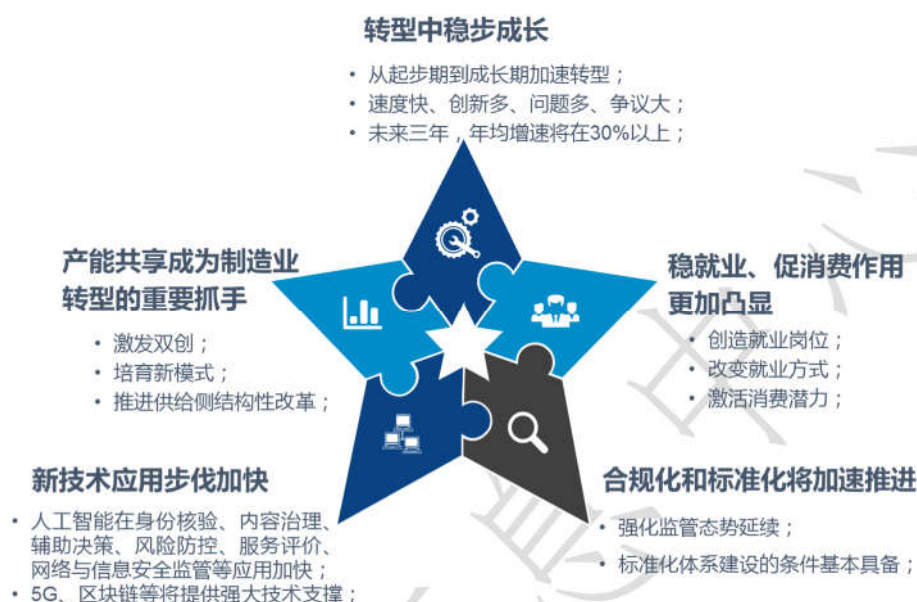 转型中稳步成长
• 从起步期到成长期加速转型；
• 速度快、创新多、问题多、争议大；
• 未来三年，年均增速将在30%以上；
产能共享成为制造业
转型的重要抓手
• 激发双创；
• 培育新模式；
• 推进供给侧结构性改革；
稳就业、促消费作用
更加凸显
• 创造就业岗位；
• 改变就业方式；
• 激活消费潜力；
新技术应用步伐加快
• 人工智能在身份核验、内容治理、
辅助决策、风险防控、服务评价、
网络与信息安全监管等应用加快；
• 5G、区块链等将提供强大技术支撑；
合规化和标准化将加速推进
• 强化监管态势延续；
• 标准化体系建设的条件基本具备；